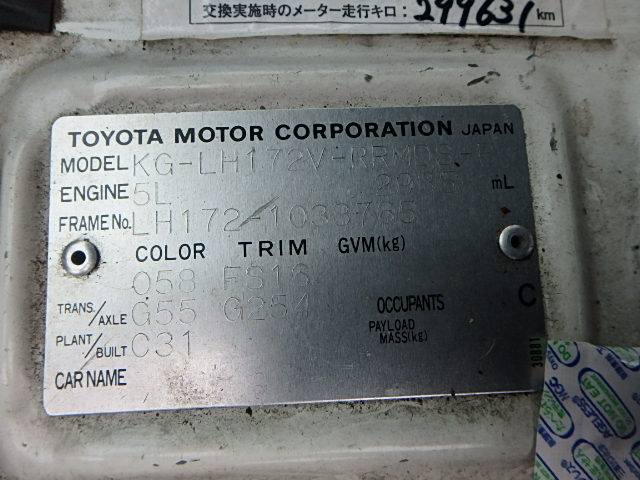 交換実施時のメーター走行キロ: 299631 km
TOYOTA MOTOR CORPORATION JAPAN
MODEL KG-LH172V-RRMDS-
ENGINE 5L 2985 mL
FRAME No. LH172-1033765
COLOR TRIM GVM(kg)
058 FS16
TRANS./AXLE G55 G254 OCCUPANTS
C
PLANT/BUILT C31 PAYLOAD MASS(kg)
CAR NAME